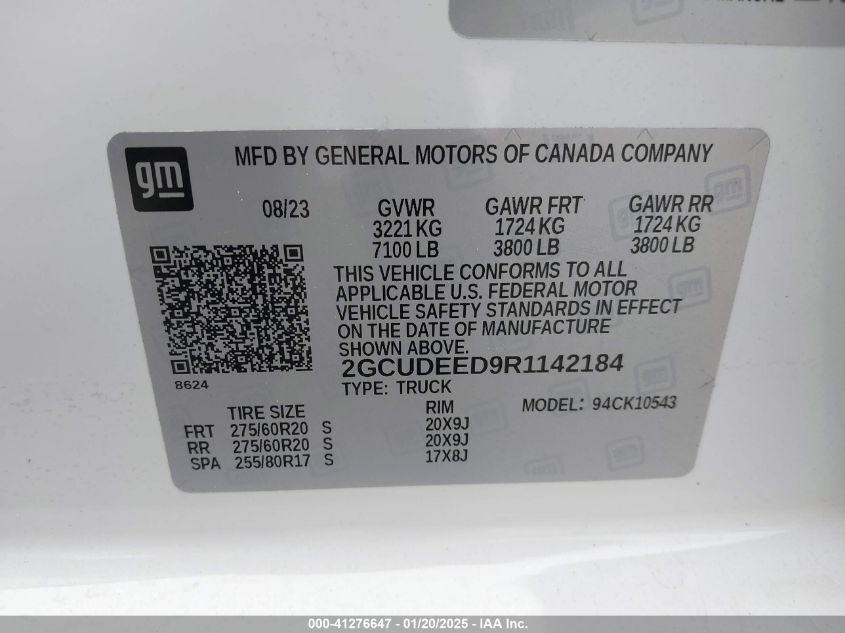 gm
MFD BY GENERAL MOTORS OF CANADA COMPANY
08/23 GVWR GAWR FRT GAWR RR
3221 KG 1724 KG 1724 KG
7100 LB 3800 LB 3800 LB
THIS VEHICLE CONFORMS TO ALL
APPLICABLE U.S. FEDERAL MOTOR
VEHICLE SAFETY STANDARDS IN EFFECT
ON THE DATE OF MANUFACTURE
SHOWN ABOVE.
2GCUDEED9R1142184
8624
TYPE: TRUCK
MODEL: 94CK10543
TIRE SIZE RIM
FRT 275/60R20 S 20X9J
RR 275/60R20 S 20X9J
SPA 255/80R17 S 17X8J
000-41276647 - 01/20/2025 - IAA Inc.